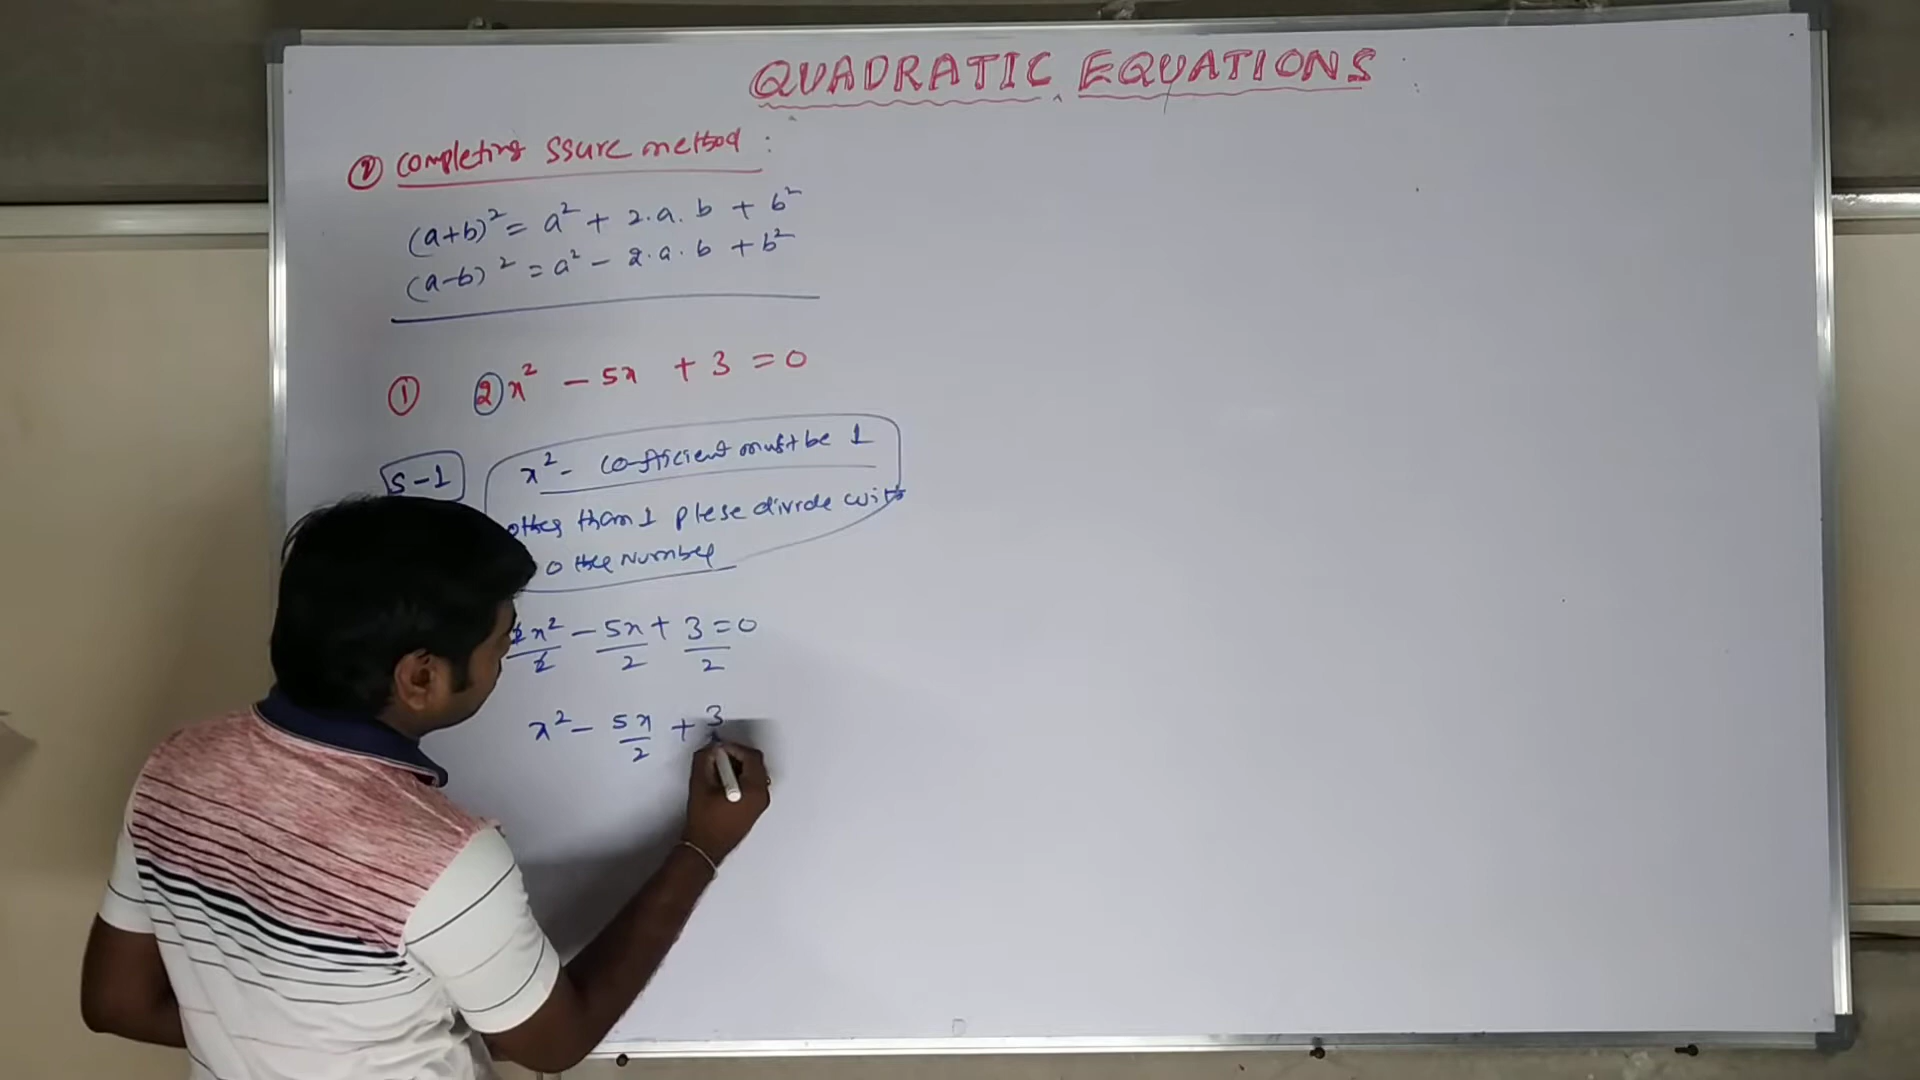 QUADRATIC EQUATIONS
② completing ssure method :
(a+b)² = a² + 2.a.b + b²
(a-b)² = a² - 2.a.b + b²
① 2x² - 5x + 3 = 0
S-1 x² - co-fficient must be 1
other than 1 plese divide with
o the number
2x²/2 - 5x/2 + 3/2 = 0
x² - 5x/2 + 3